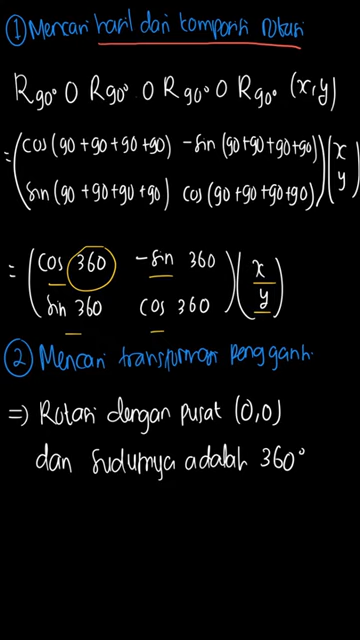 ① Mencari hasil dari komposisi rotasi
R90° O R90° O R90° O R90° (x,y)
= (cos(90+90+90+90) -sin(90+90+90+90)) (x
sin(90+90+90+90) cos(90+90+90+90)) y)
= (cos 360 -sin 360) (x
sin 360 cos 360) y)
② Mencari transformasi pengganti
=> Rotasi dengan pusat (0,0)
dan sudutnya adalah 360°